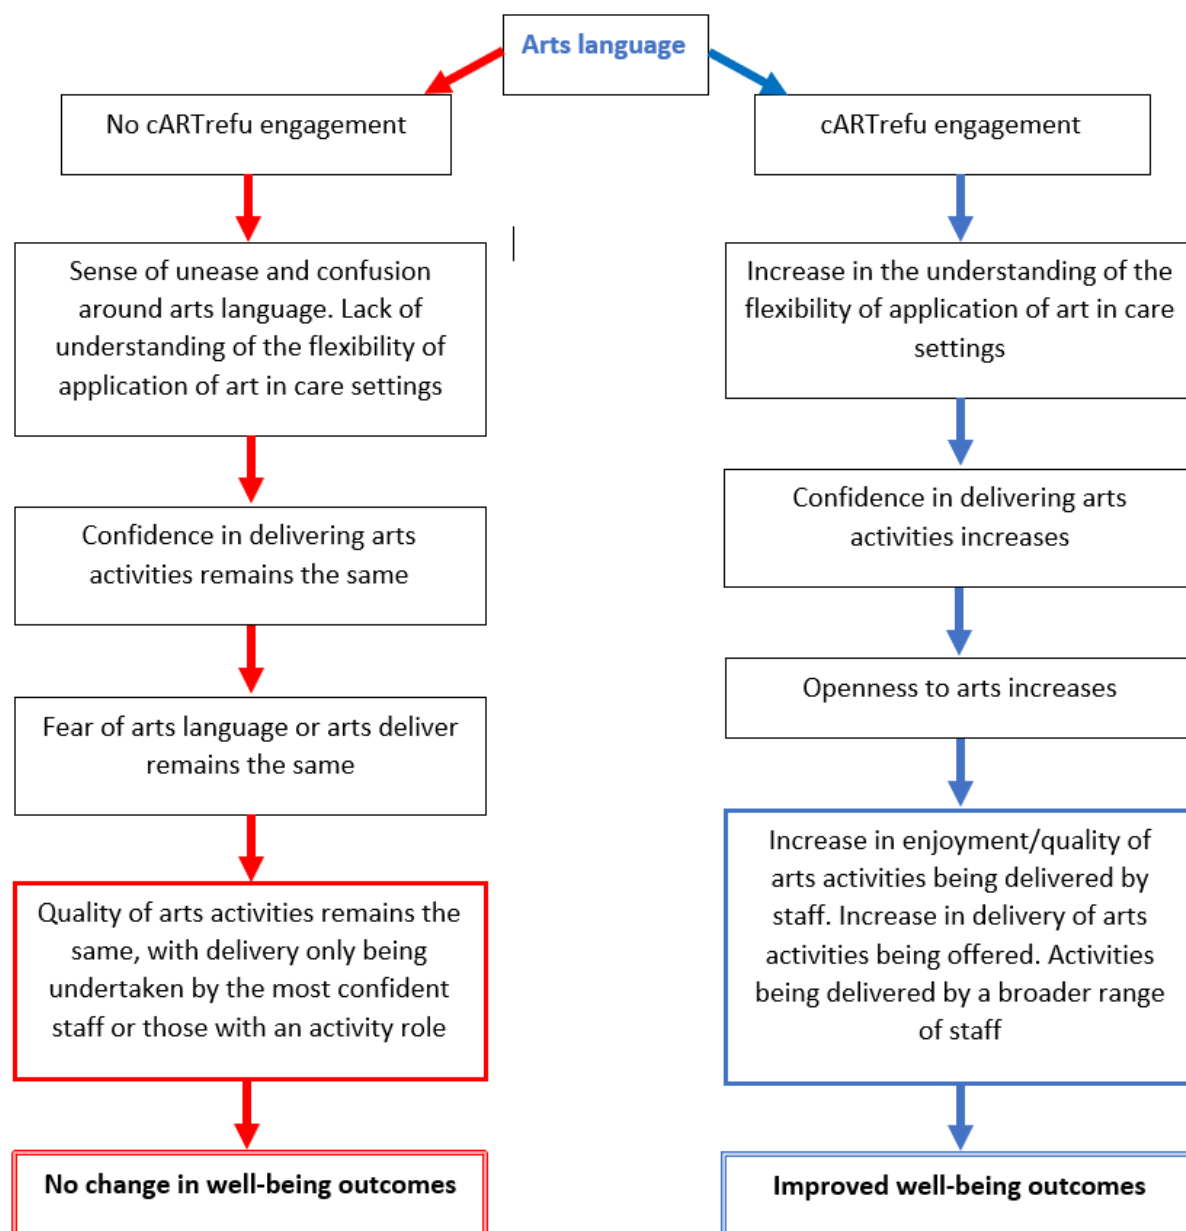 Arts language
No cARTrefu engagement
Sense of unease and confusion
around arts language. Lack of
understanding of the flexibility of
application of art in care settings
Confidence in delivering arts
activities remains the same
Fear of arts language or arts deliver
remains the same
Quality of arts activities remains the
same, with delivery only being
undertaken by the most confident
staff or those with an activity role
No change in well-being outcomes
cARTrefu engagement
Increase in the understanding of the
flexibility of application of art in care
settings
Confidence in delivering arts
activities increases
Openness to arts increases
Increase in enjoyment/quality of
arts activities being delivered by
staff. Increase in delivery of arts
activities being offered. Activities
being delivered by a broader range
of staff
Improved well-being outcomes